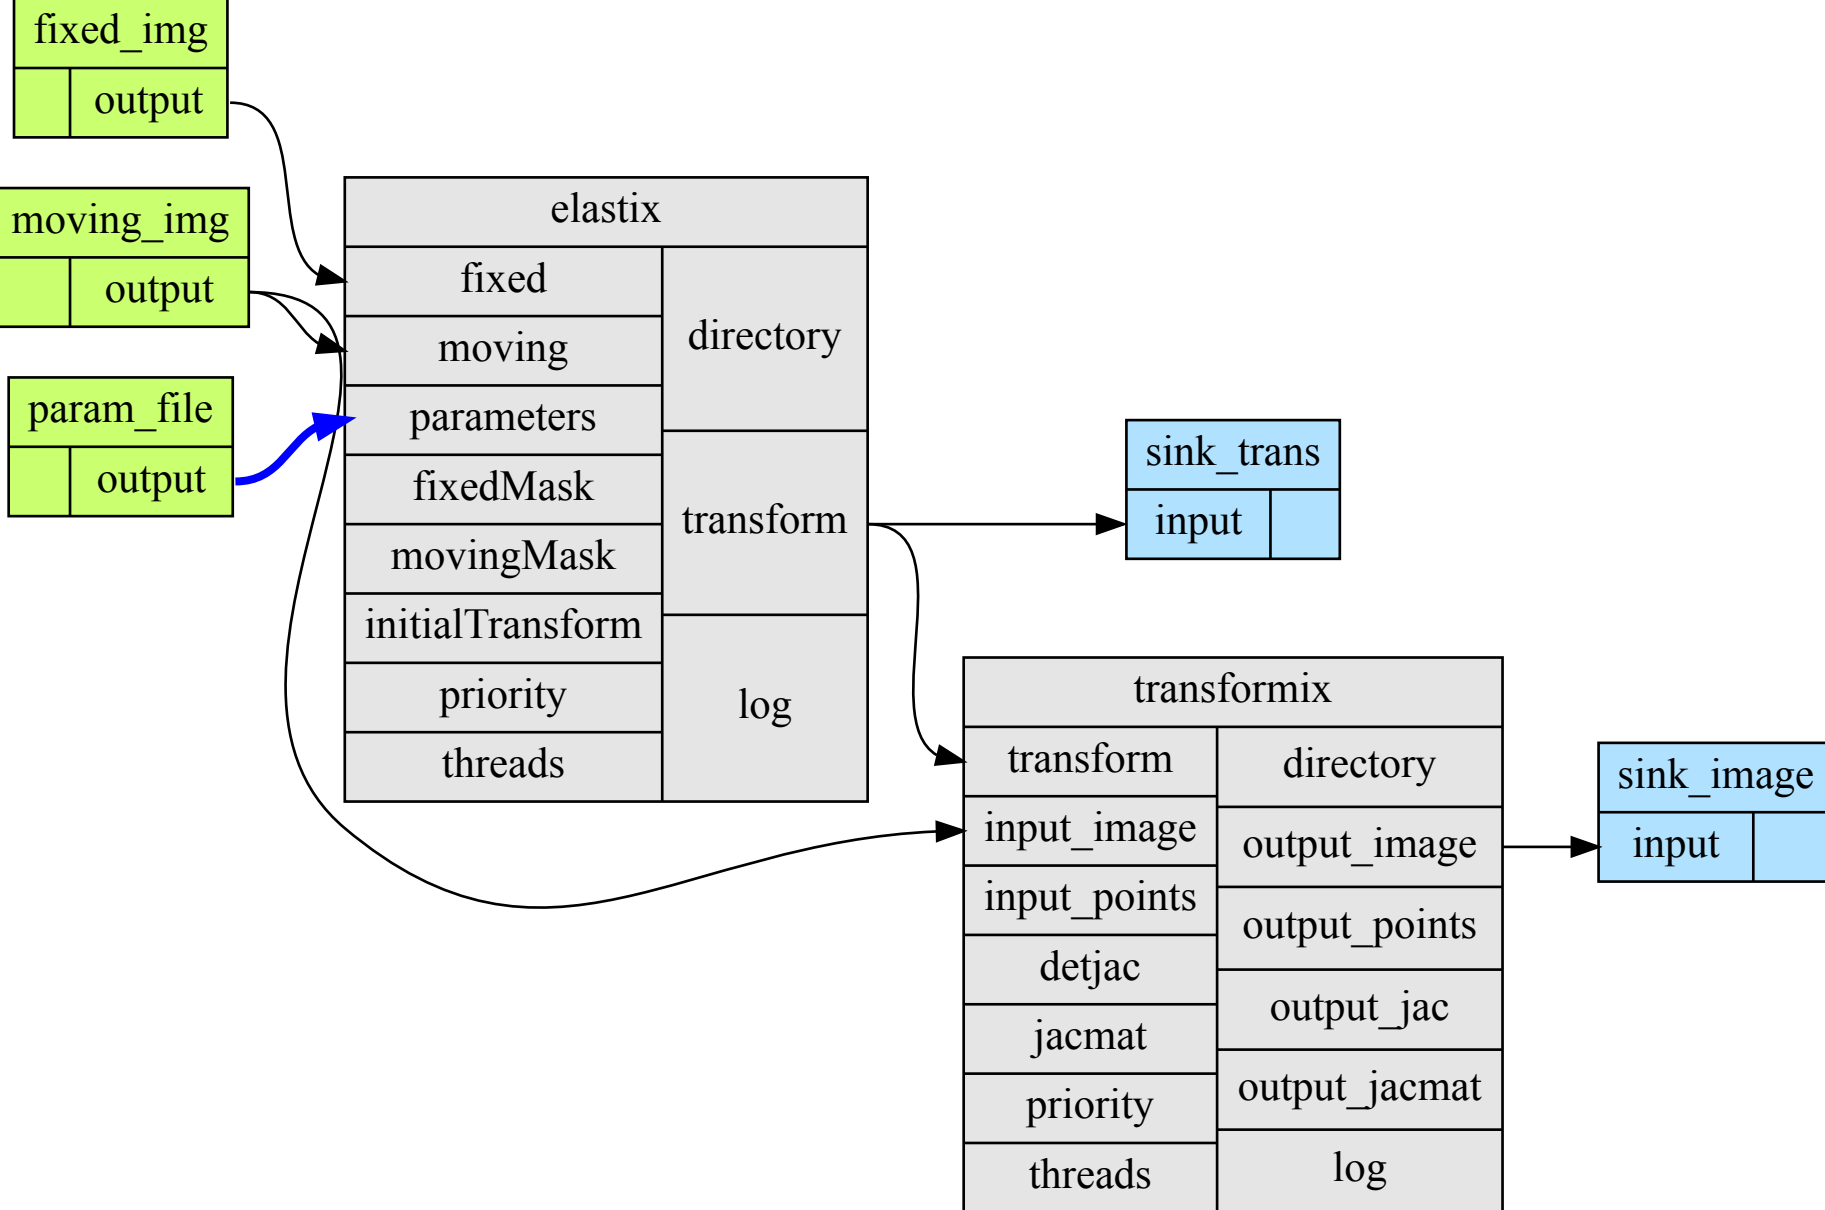 fixed_img
output
moving_img
output
param_file
output
elastix
fixed
moving
parameters
fixedMask
movingMask
initialTransform
priority
threads
directory
transform
log
sink_trans
input
transformix
transform
input_image
input_points
detjac
jacmat
priority
threads
directory
output_image
output_points
output_jac
output_jacmat
log
sink_image
input